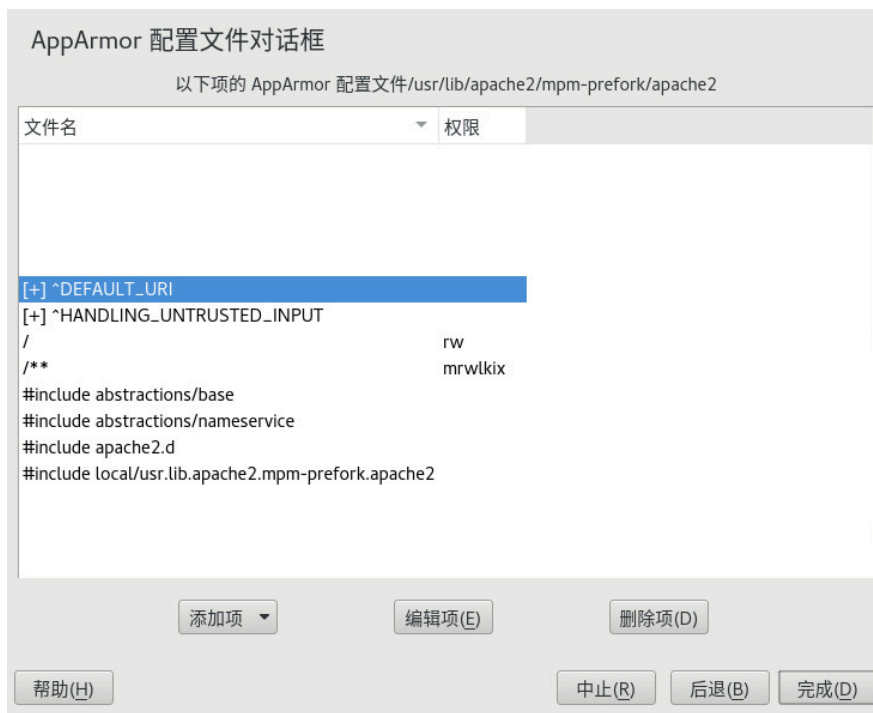 AppArmor 配置文件对话框
以下项的 AppArmor 配置文件/usr/lib/apache2/mpm-prefork/apache2
文件名 权限
[+] ^DEFAULT_URI
[+] ^HANDLING_UNTRUSTED_INPUT
/ rw
/** mrwlkix
#include abstractions/base
#include abstractions/nameservice
#include apache2.d
#include local/usr.lib.apache2.mpm-prefork.apache2
添加项 编辑项(E) 删除项(D)
帮助(H) 中止(R) 后退(B) 完成(D)